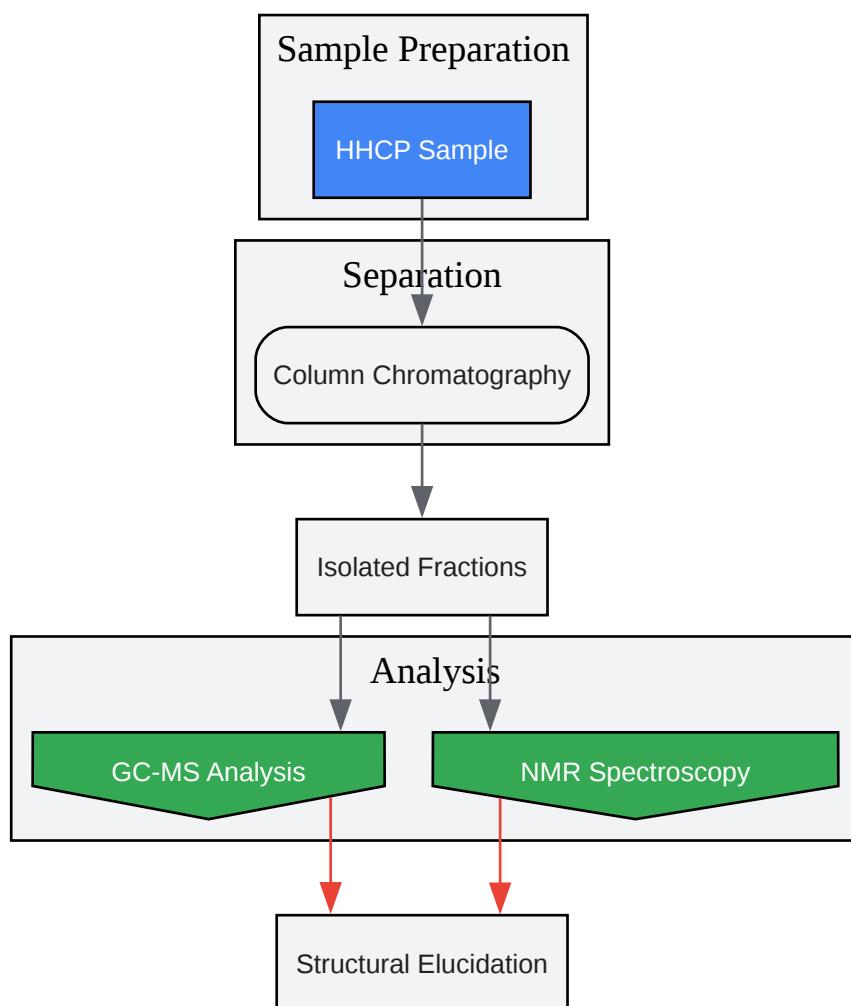 Sample Preparation
HHCP Sample
Separation
Column Chromatography
Isolated Fractions
Analysis
GC-MS Analysis
NMR Spectroscopy
Structural Elucidation